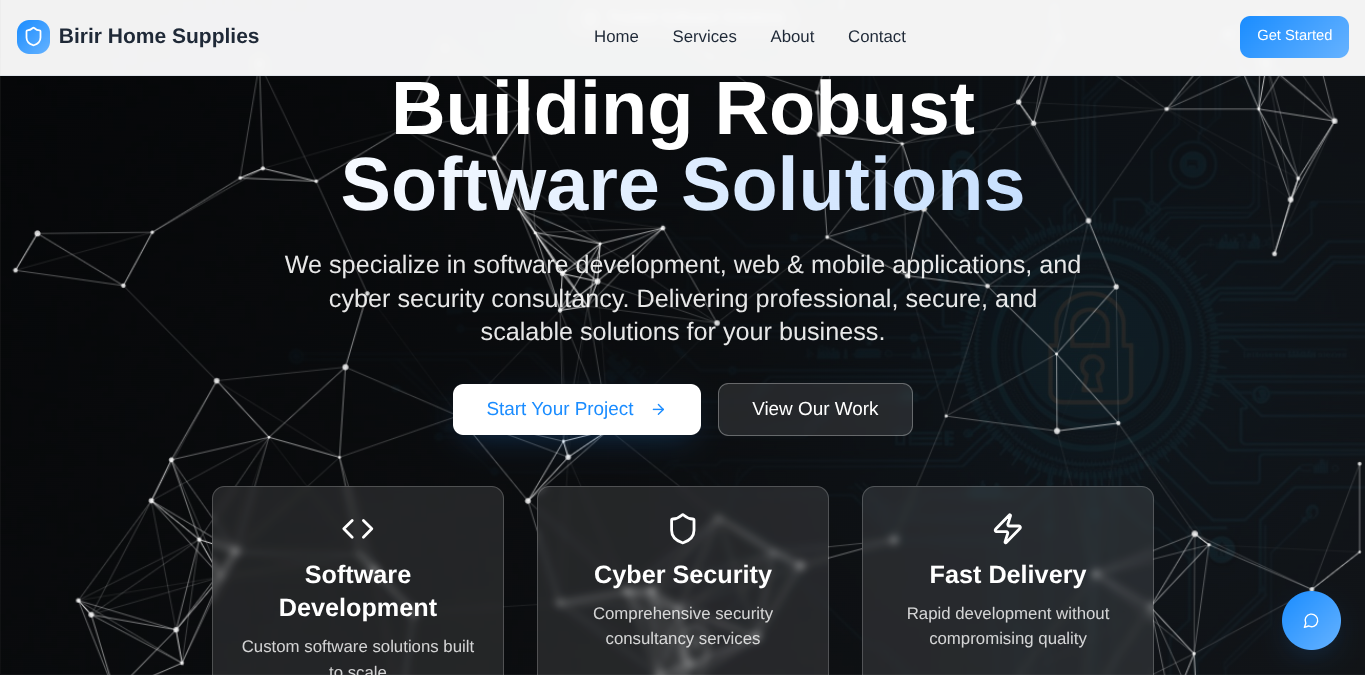 Birir Home Supplies
Home
Services
About
Contact
Get Started
Building Robust
Software Solutions
We specialize in software development, web & mobile applications, and
cyber security consultancy. Delivering professional, secure, and
scalable solutions for your business.
Start Your Project
View Our Work
Software
Development
Custom software solutions built
to scale
Cyber Security
Comprehensive security
consultancy services
Fast Delivery
Rapid development without
compromising quality